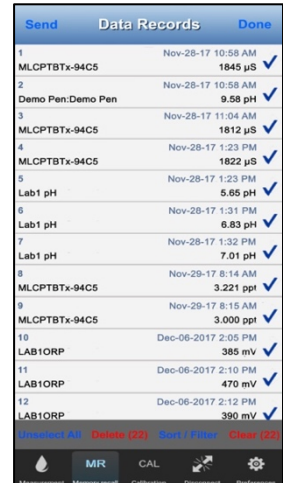 Send Data Records Done
1 Nov-28-17 10:58 AM
MLCPTBTx-94C5 1845 µS
2 Nov-28-17 10:58 AM
Demo Pen:Demo Pen 9.58 pH
3 Nov-28-17 11:04 AM
MLCPTBTx-94C5 1812 µS
4 Nov-28-17 1:23 PM
MLCPTBTx-94C5 1822 µS
5 Nov-28-17 1:23 PM
Lab1 pH 5.65 pH
6 Nov-28-17 1:31 PM
Lab1 pH 6.83 pH
7 Nov-28-17 1:32 PM
Lab1 pH 7.01 pH
8 Nov-29-17 8:14 AM
MLCPTBTx-94C5 3.221 ppt
9 Nov-29-17 8:15 AM
MLCPTBTx-94C5 3.000 ppt
10 Dec-06-2017 2:05 PM
LAB1ORP 385 mV
11 Dec-06-2017 2:10 PM
LAB1ORP 470 mV
12 Dec-06-2017 2:12 PM
LAB1ORP 390 mV
Unselect All Delete (22) Sort / Filter Clear (22)
MR CAL
Measurement Memory recall Calibration Disconnect Preferences